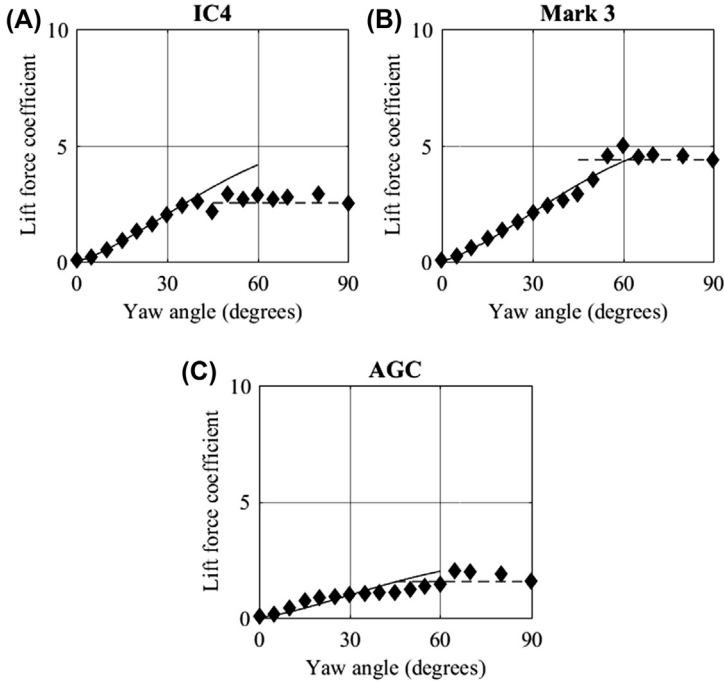 (A)
IC4
10
5
0
Lift force coefficient
0 30 60 90
Yaw angle (degrees)
(B)
Mark 3
10
5
0
Lift force coefficient
0 30 60 90
Yaw angle (degrees)
(C)
AGC
10
5
0
Lift force coefficient
0 30 60 90
Yaw angle (degrees)